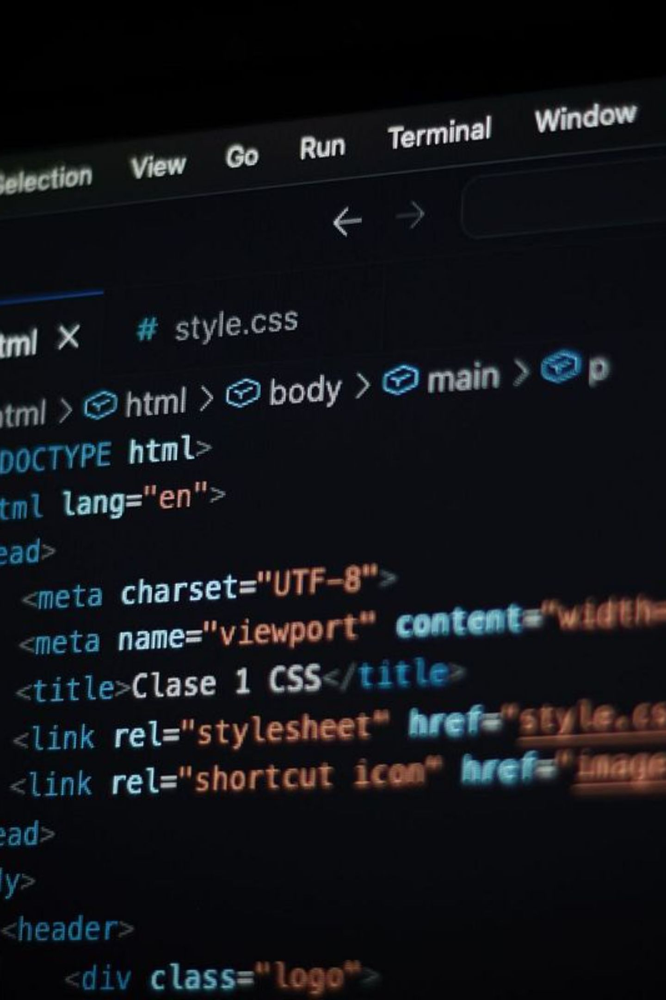 Selection View Go Run Terminal Window
tml # style.css
tml > html > body > main > p
DOCTYPE html>
tml lang="en">
ead>
<meta charset="UTF-8">
<meta name="viewport" content="width=
<title>Clase 1 CSS</title>
<link rel="stylesheet" href="style.cs
<link rel="shortcut icon" href="image
ead>
dy>
<header>
<div class="logo">